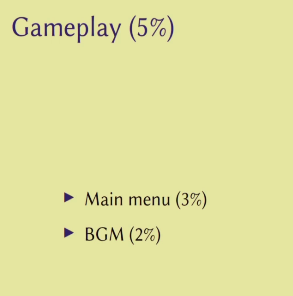 Gameplay (5%)
▶ Main menu (3%)
▶ BGM (2%)